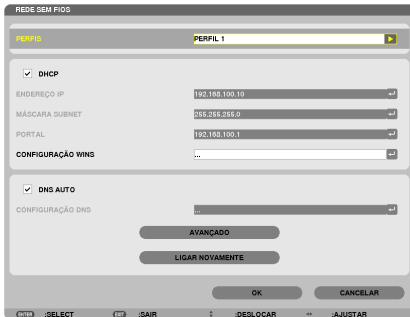 REDE SEM FIOS
PERFIS PERFIL 1
DHCP
ENDEREÇO IP 192.168.100.10
MÁSCARA SUBNET 255.255.255.0
PORTAL 192.168.100.1
CONFIGURAÇÃO WINS ...
DNS AUTO
CONFIGURAÇÃO DNS ...
AVANÇADO
LIGAR NOVAMENTE
OK CANCELAR
ENTER :SELECT EXIT :SAIR :DESLOCAR :AJUSTAR